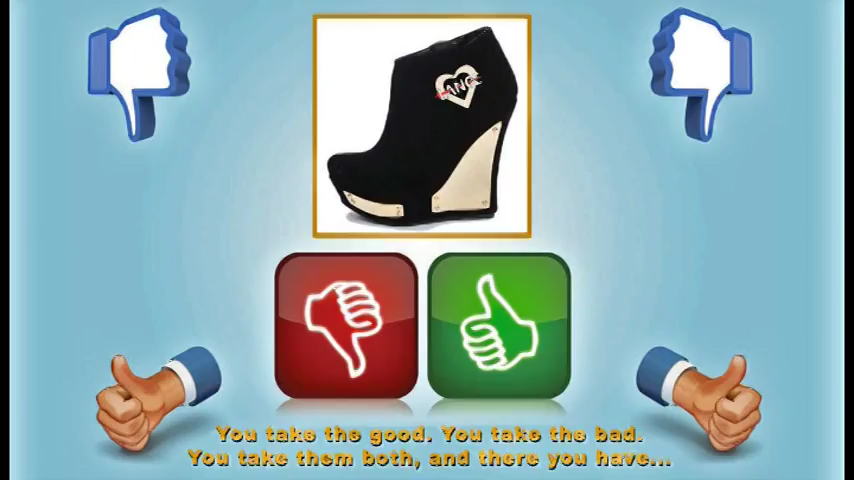 You take the good. You take the bad.
You take them both, and there you have...